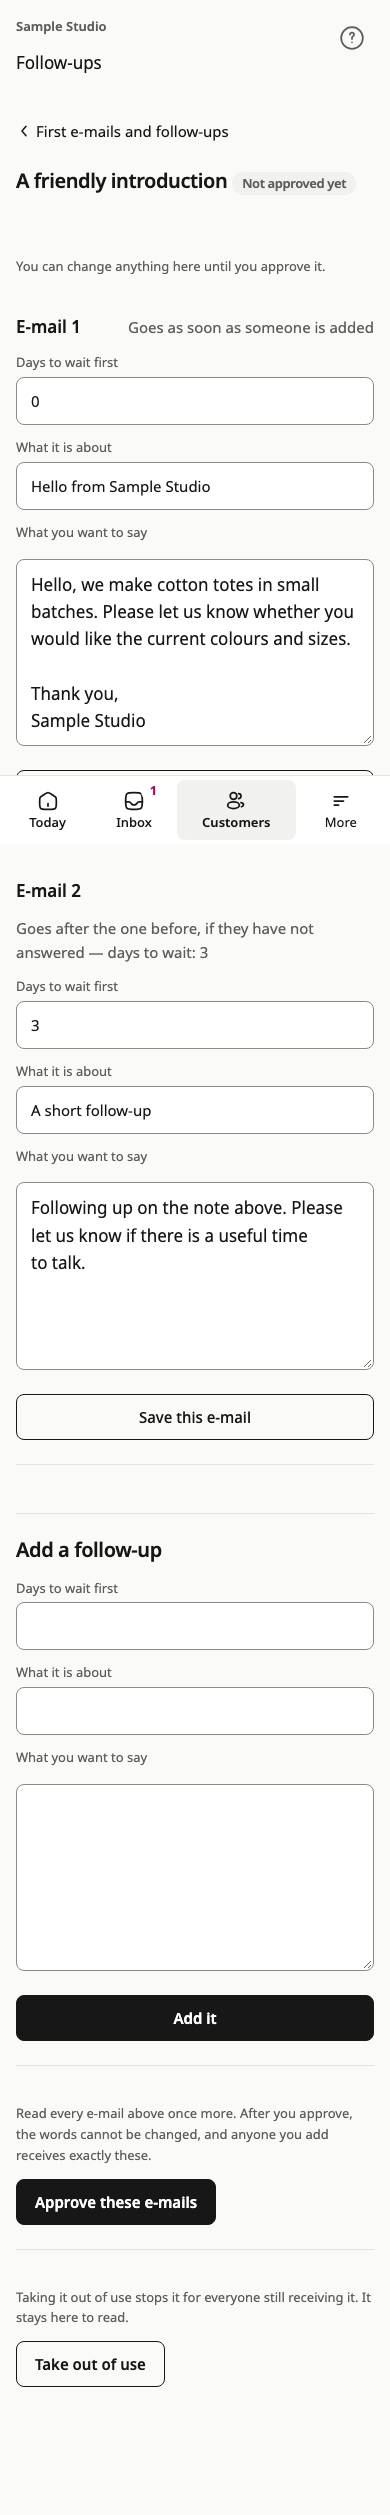 Sample Studio
Follow-ups
First e-mails and follow-ups
A friendly introduction Not approved yet
You can change anything here until you approve it.
E-mail 1 Goes as soon as someone is added
Days to wait first
0
What it is about
Hello from Sample Studio
What you want to say
Hello, we make cotton totes in small
batches. Please let us know whether you
would like the current colours and sizes.
Thank you,
Sample Studio
Today Inbox 1 Customers More
E-mail 2
Goes after the one before, if they have not
answered — days to wait: 3
Days to wait first
3
What it is about
A short follow-up
What you want to say
Following up on the note above. Please
let us know if there is a useful time
to talk.
Save this e-mail
Add a follow-up
Days to wait first
What it is about
What you want to say
Add it
Read every e-mail above once more. After you approve,
the words cannot be changed, and anyone you add
receives exactly these.
Approve these e-mails
Taking it out of use stops it for everyone still receiving it. It
stays here to read.
Take out of use